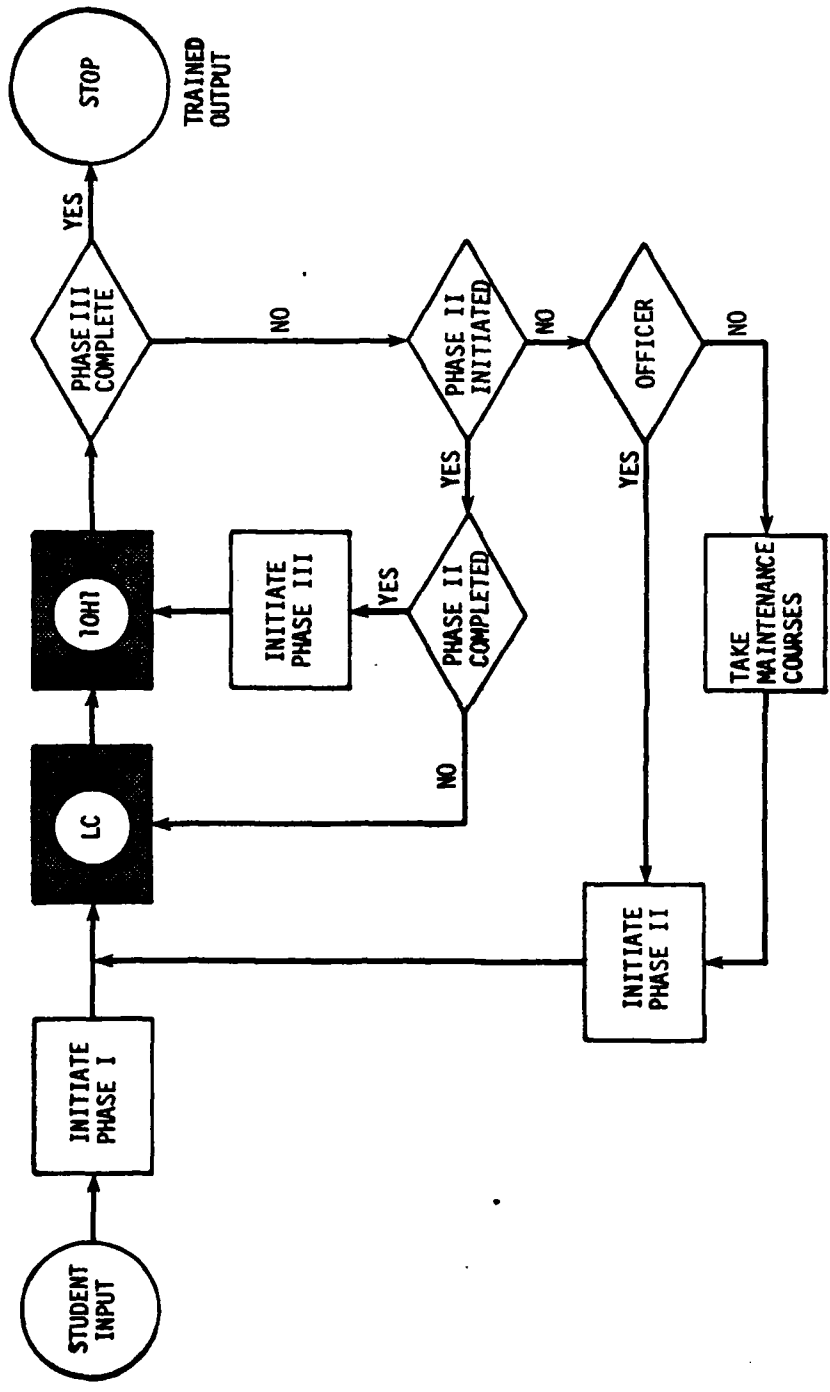 STUDENT
INPUT
INITIATE
PHASE I
LC
TOHT
PHASE III
COMPLETE
YES
STOP
TRAINED
OUTPUT
NO
INITIATE
PHASE III
YES
NO
PHASE II
COMPLETED
YES
PHASE II
INITIATED
NO
INITIATE
PHASE II
YES
OFFICER
NO
TAKE
MAINTENANCE
COURSES